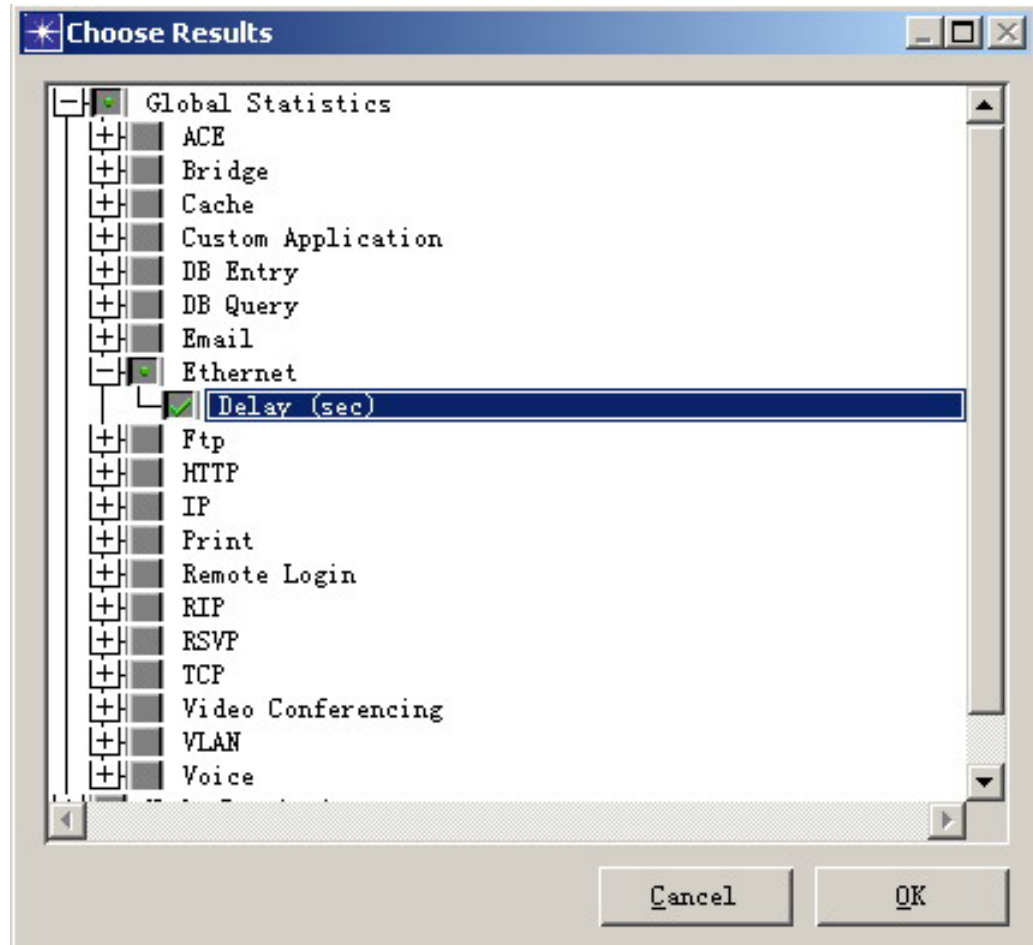 Choose Results
Global Statistics
ACE
Bridge
Cache
Custom Application
DB Entry
DB Query
Email
Ethernet
Delay (sec)
Ftp
HTTP
IP
Print
Remote Login
RIP
RSVP
TCP
Video Conferencing
VLAN
Voice
Cancel OK